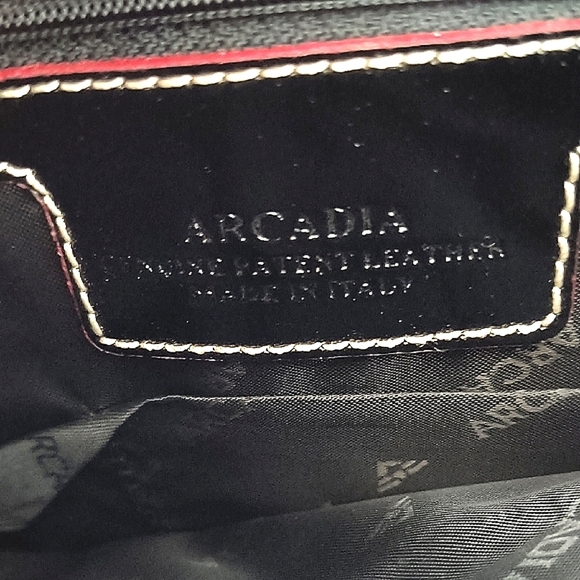 ARCADIA
GENUINE PATENT LEATHER
MADE IN ITALY